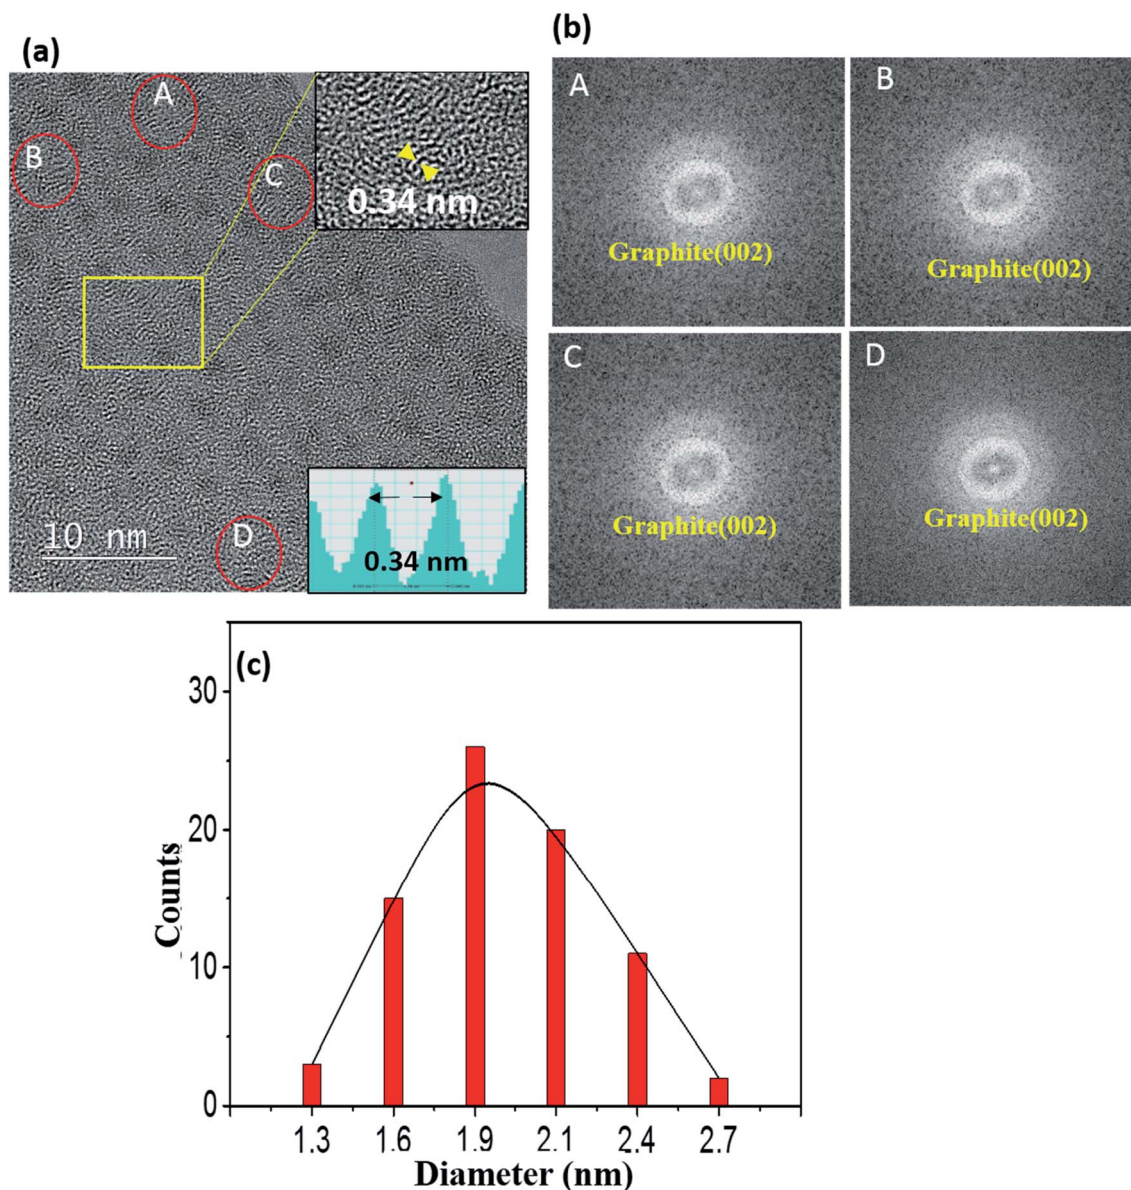 (a)
A
B
C
0.34 nm
10 nm
D
0.34 nm
(b)
A
Graphite(002)
B
Graphite(002)
C
Graphite(002)
D
Graphite(002)
(c)
30
20
10
0
Counts
1.3 1.6 1.9 2.1 2.4 2.7
Diameter (nm)